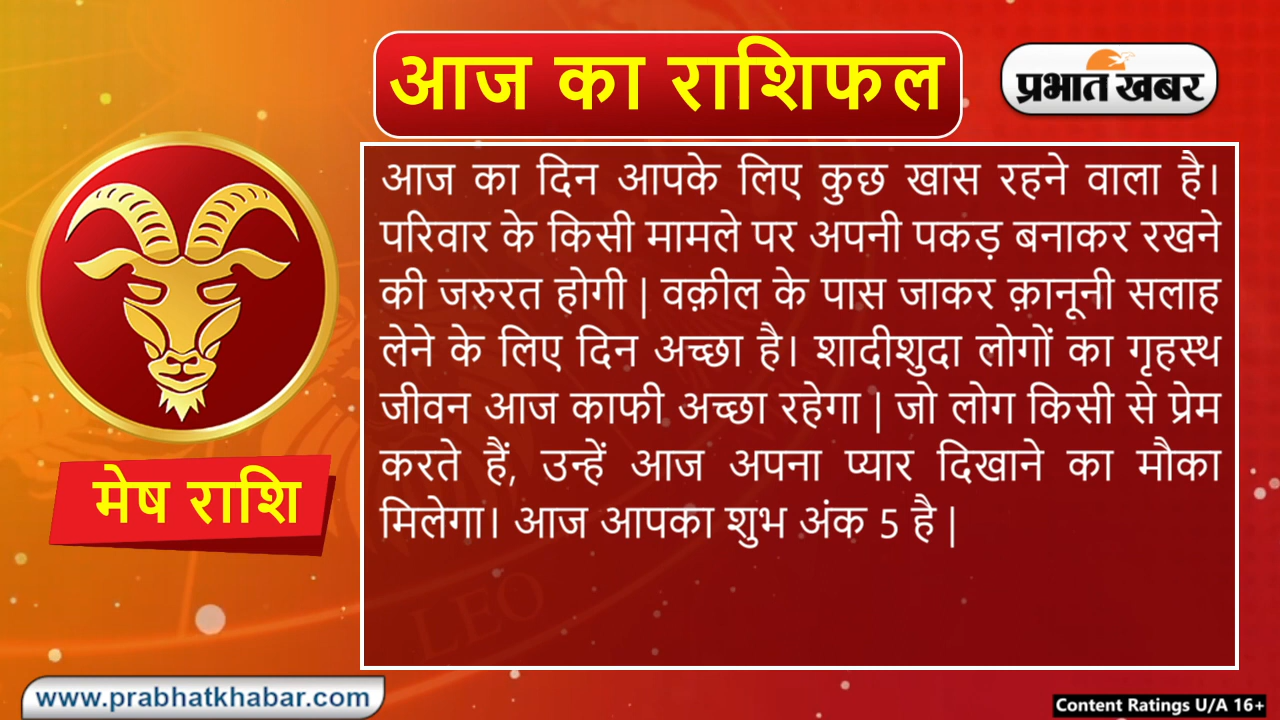 आज का राशिफल
प्रभात खबर
आज का दिन आपके लिए कुछ खास रहने वाला है।
परिवार के किसी मामले पर अपनी पकड़ बनाकर रखने
की जरुरत होगी | वक़ील के पास जाकर क़ानूनी सलाह
लेने के लिए दिन अच्छा है। शादीशुदा लोगों का गृहस्थ
जीवन आज काफी अच्छा रहेगा | जो लोग किसी से प्रेम
करते हैं, उन्हें आज अपना प्यार दिखाने का मौका
मिलेगा। आज आपका शुभ अंक 5 है |
मेष राशि
LEO
www.prabhatkhabar.com
Content Ratings U/A 16+